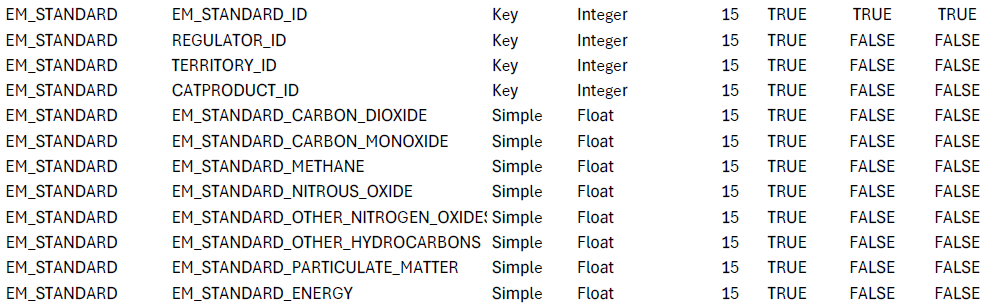 EM_STANDARD EM_STANDARD_ID Key Integer 15 TRUE TRUE TRUE
EM_STANDARD REGULATOR_ID Key Integer 15 TRUE FALSE FALSE
EM_STANDARD TERRITORY_ID Key Integer 15 TRUE FALSE FALSE
EM_STANDARD CATPRODUCT_ID Key Integer 15 TRUE FALSE FALSE
EM_STANDARD EM_STANDARD_CARBON_DIOXIDE Simple Float 15 TRUE FALSE FALSE
EM_STANDARD EM_STANDARD_CARBON_MONOXIDE Simple Float 15 TRUE FALSE FALSE
EM_STANDARD EM_STANDARD_METHANE Simple Float 15 TRUE FALSE FALSE
EM_STANDARD EM_STANDARD_NITROUS_OXIDE Simple Float 15 TRUE FALSE FALSE
EM_STANDARD EM_STANDARD_OTHER_NITROGEN_OXIDES Simple Float 15 TRUE FALSE FALSE
EM_STANDARD EM_STANDARD_OTHER_HYDROCARBONS Simple Float 15 TRUE FALSE FALSE
EM_STANDARD EM_STANDARD_PARTICULATE_MATTER Simple Float 15 TRUE FALSE FALSE
EM_STANDARD EM_STANDARD_ENERGY Simple Float 15 TRUE FALSE FALSE